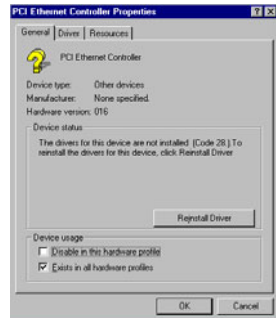 PCI Ethernet Controller Properties
General Driver Resources
PCI Ethernet Controller
Device type: Other devices
Manufacturer: None specified.
Hardware version: 016
Device status
The drivers for this device are not installed (Code 28.) To
reinstall the drivers for this device, click Reinstall Driver
Reinstall Driver
Device usage
Disable in this hardware profile
Exists in all hardware profiles
OK Cancel